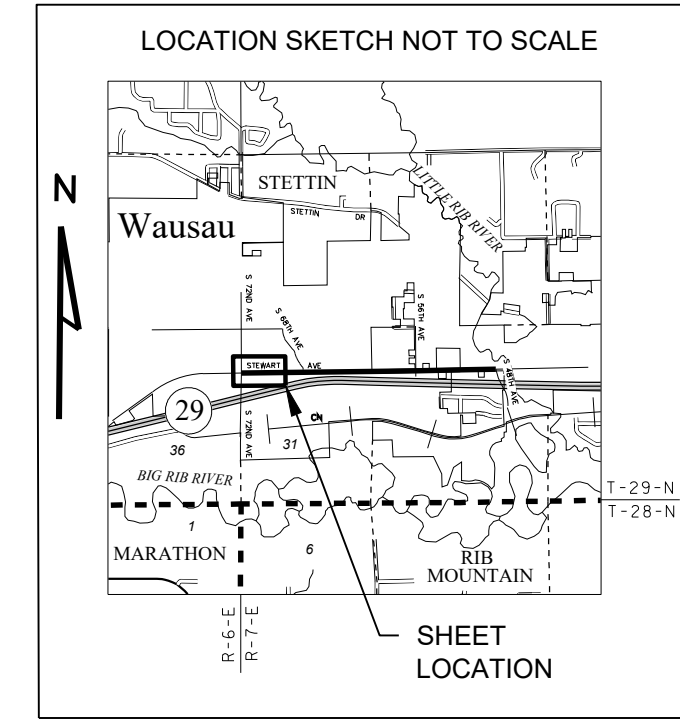 LOCATION SKETCH NOT TO SCALE
N
STETTIN
STETTIN DR
LITTLE RIB RIVER
Wausau
S 72ND AVE
S 68TH AVE
S 56TH AVE
STEWART AVE
S 48TH AVE
29
S 72ND AVE
CN
36
31
BIG RIB RIVER
T-29-N
T-28-N
1
6
MARATHON
RIB
MOUNTAIN
R-6-E
R-7-E
SHEET
LOCATION